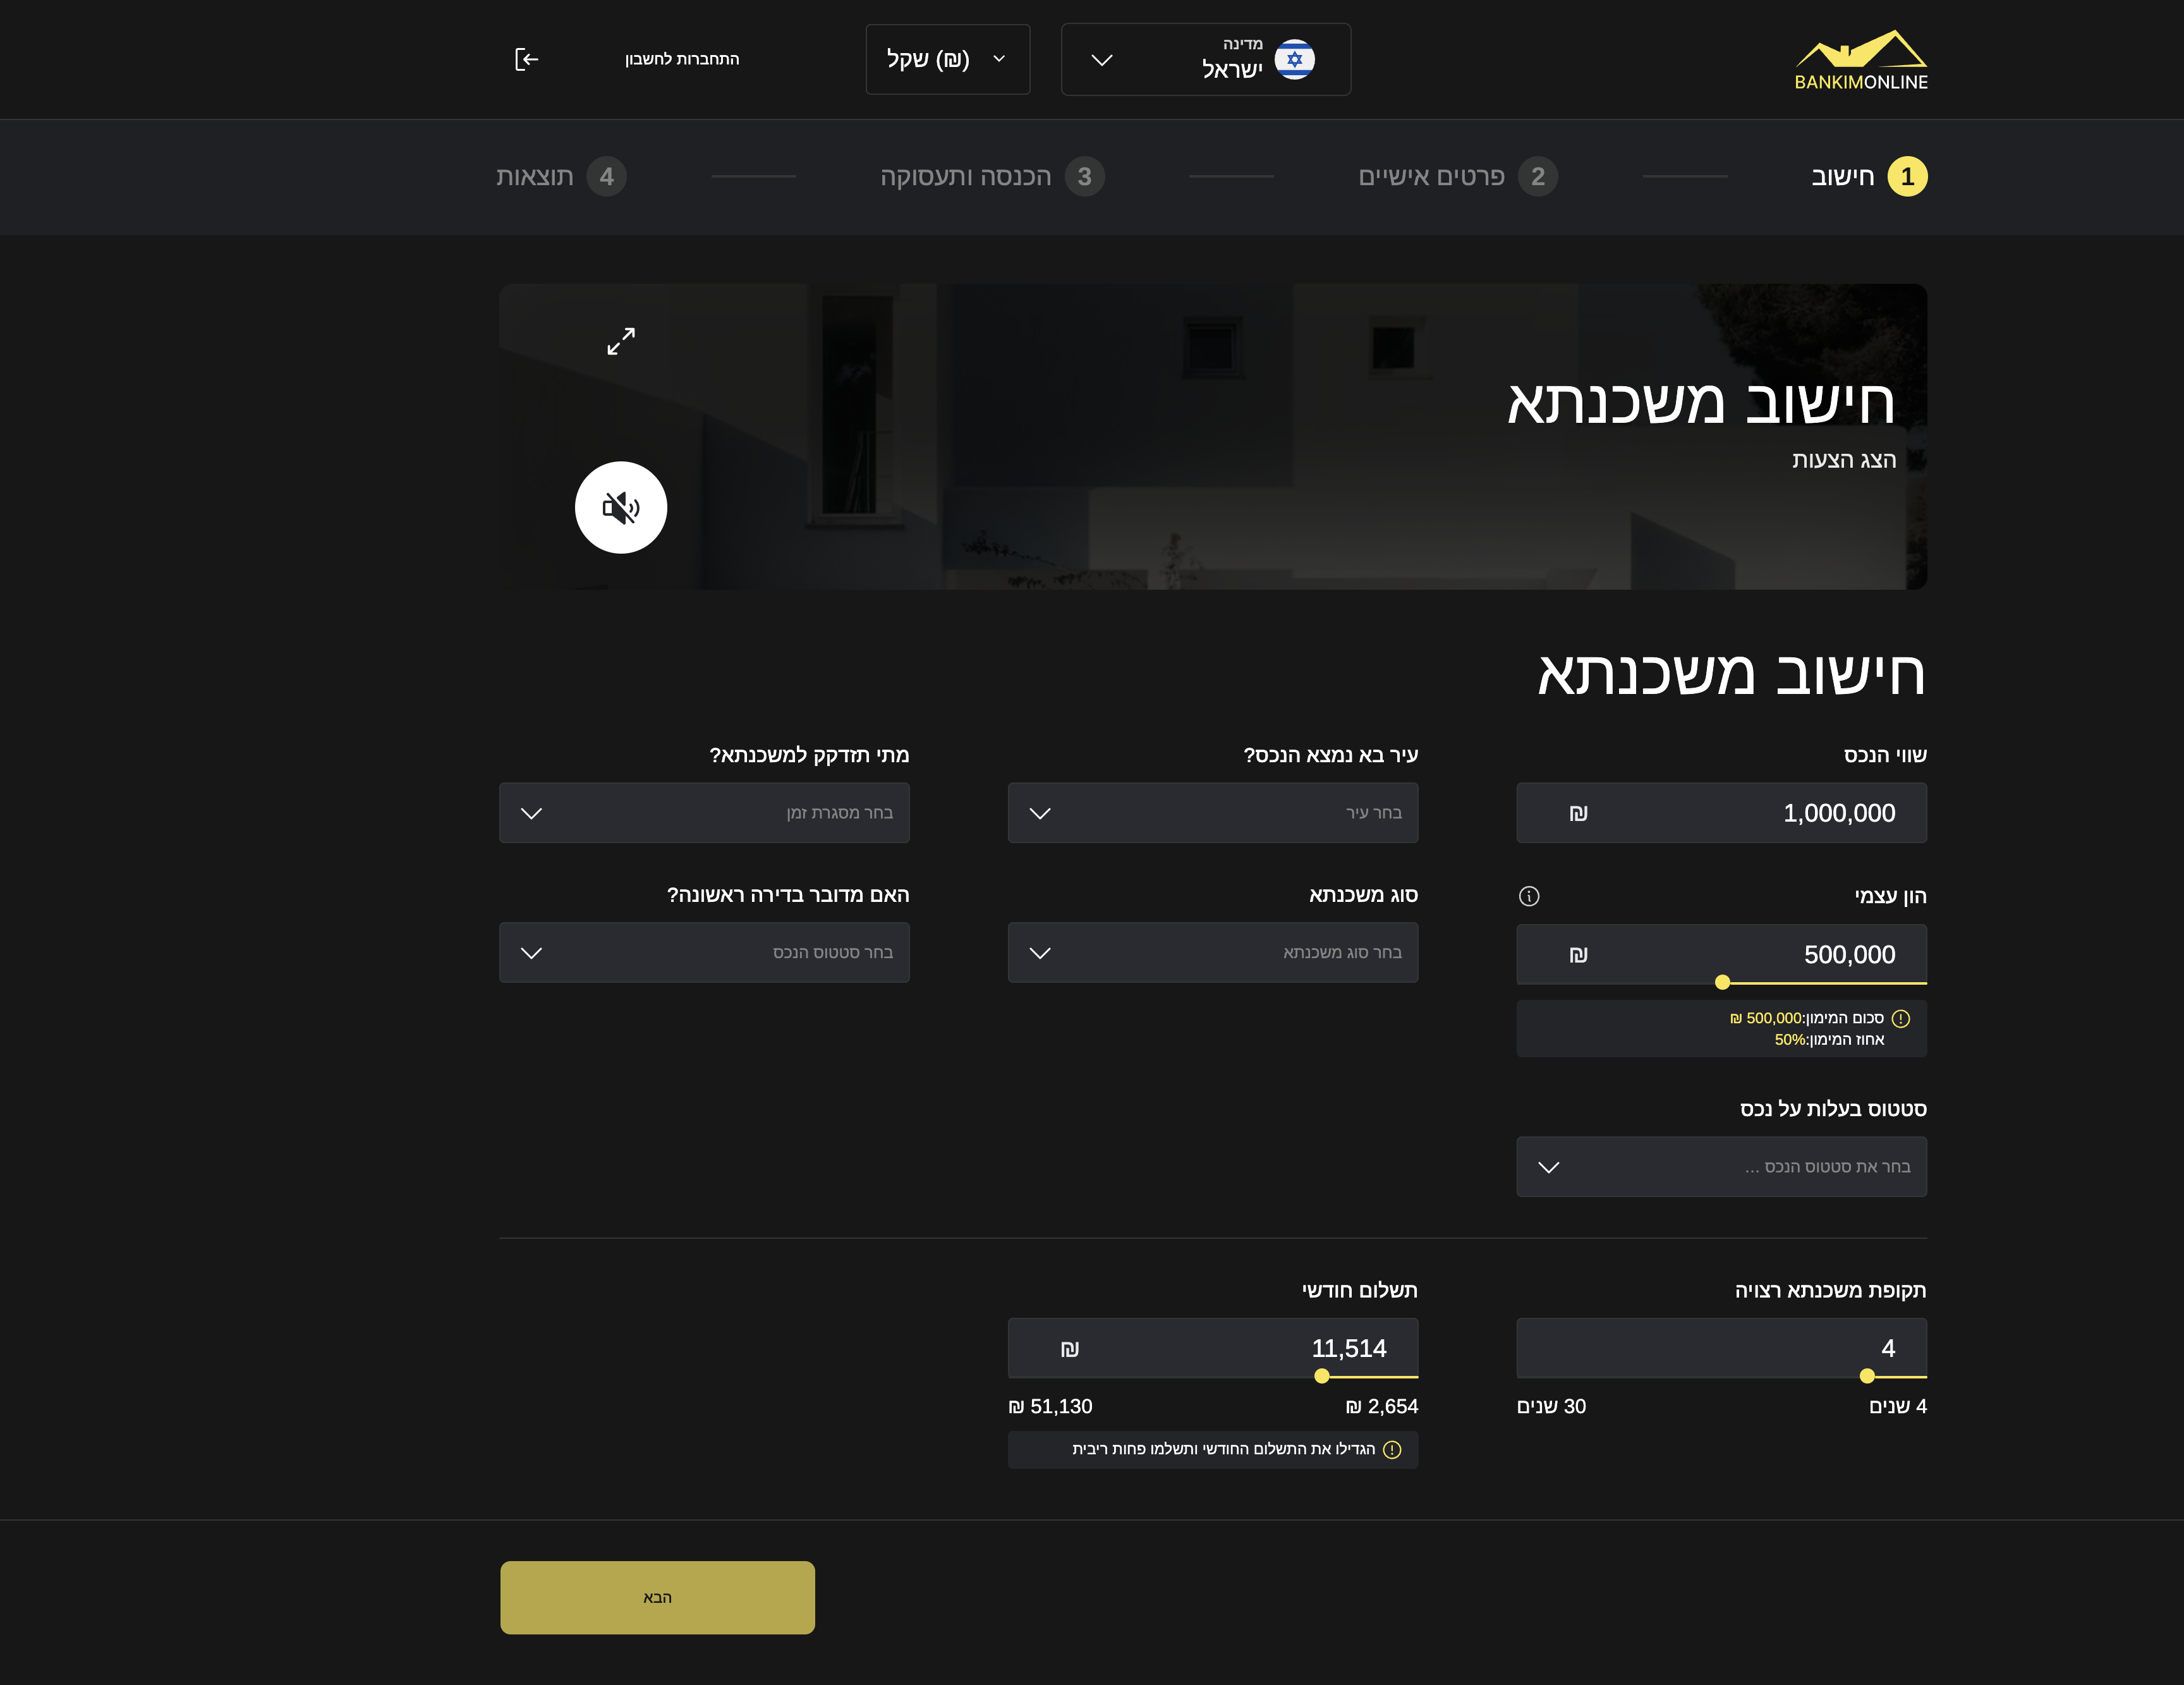 BANKIMONLINE
מדינה
ישראל
שקל (₪)
התחברות לחשבון
1 חישוב
2 פרטים אישיים
3 הכנסה ותעסוקה
4 תוצאות
חישוב משכנתא
הצג הצעות
חישוב משכנתא
שווי הנכס
1,000,000 ₪
עיר בא נמצא הנכס?
בחר עיר
מתי תזדקק למשכנתא?
בחר מסגרת זמן
הון עצמי
500,000 ₪
סכום המימון:500,000 ₪
אחוז המימון:50%
סוג משכנתא
בחר סוג משכנתא
האם מדובר בדירה ראשונה?
בחר סטטוס הנכס
סטטוס בעלות על נכס
בחר את סטטוס הנכס ...
תקופת משכנתא רצויה
4
4 שנים
30 שנים
תשלום חודשי
11,514 ₪
2,654 ₪
51,130 ₪
הגדילו את התשלום החודשי ותשלמו פחות ריבית
הבא